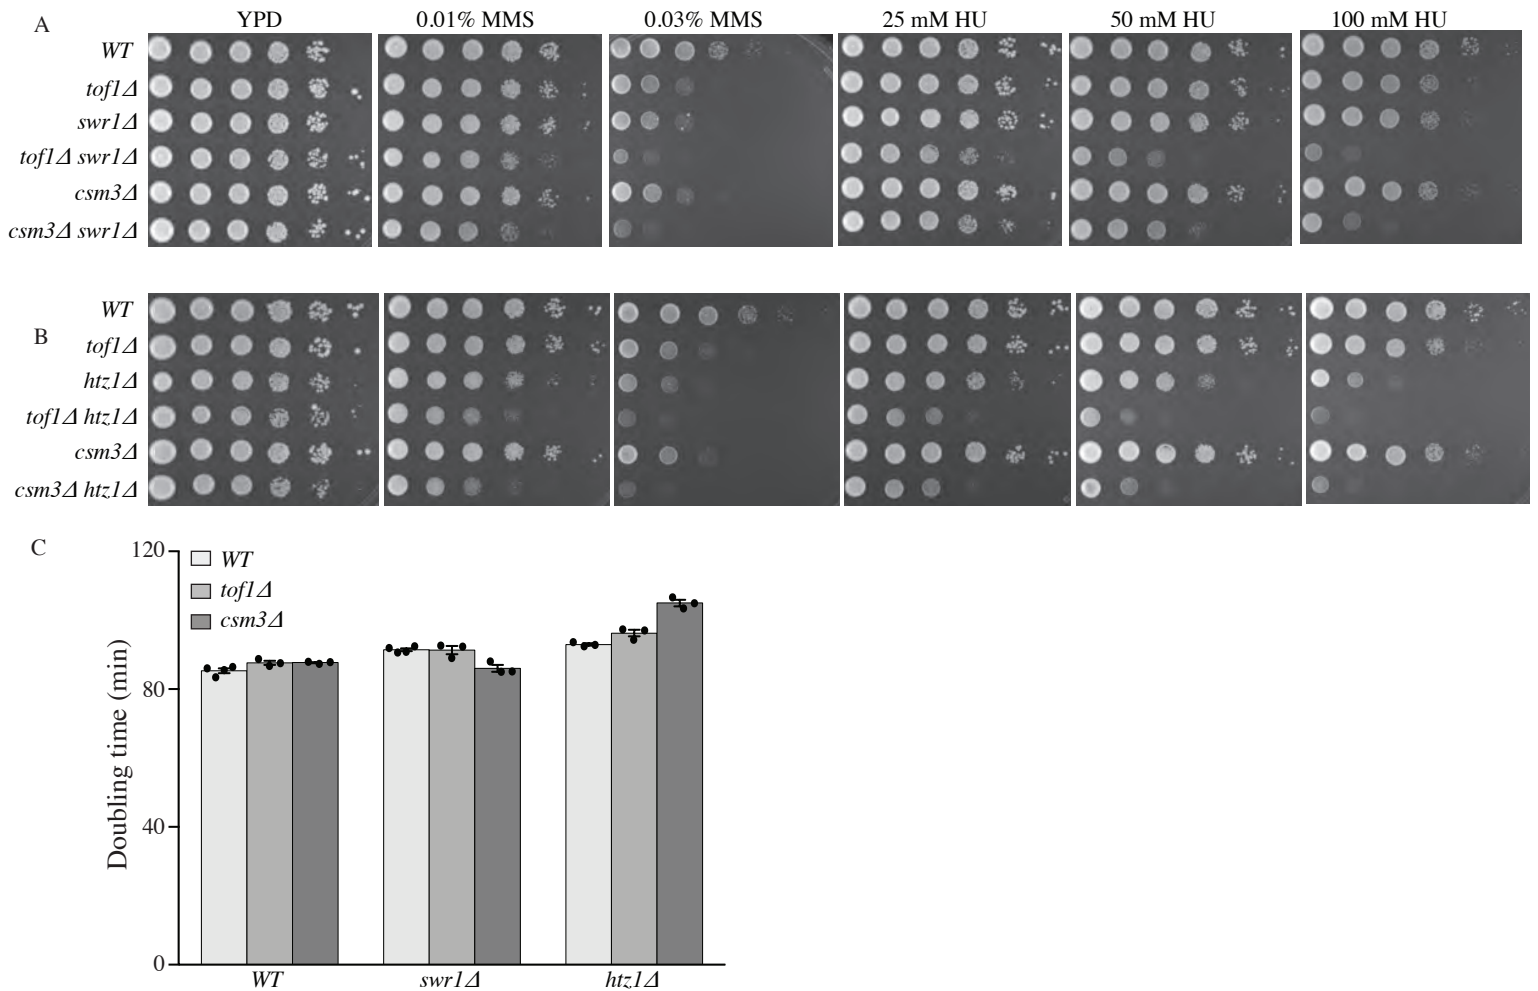 A
YPD 0.01% MMS 0.03% MMS 25 mM HU 50 mM HU 100 mM HU
WT
tof1Δ
swr1Δ
tof1Δ swr1Δ
csm3Δ
csm3Δ swr1Δ
B
WT
tof1Δ
htz1Δ
tof1Δ htz1Δ
csm3Δ
csm3Δ htz1Δ
C
Doubling time (min)
120
80
40
0
WT
tof1Δ
csm3Δ
WT swr1Δ htz1Δ